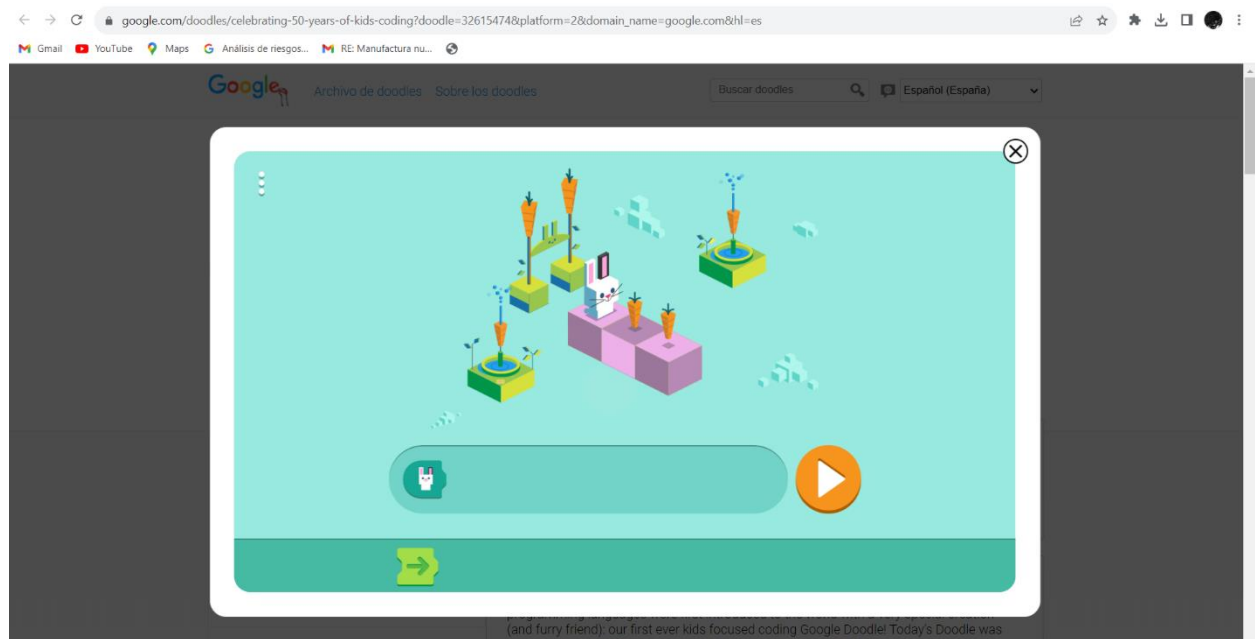 google.com/doodles/celebrating-50-years-of-kids-coding?doodle=32615474&platform=2&domain_name=google.com&hl=es
Gmail YouTube Maps Análisis de riesgos... RE: Manufactura nu...
Google Archivo de doodles Sobre los doodles Buscar doodles Español (España)
(and furry friend): our first ever kids focused coding Google Doodle! Today's Doodle was